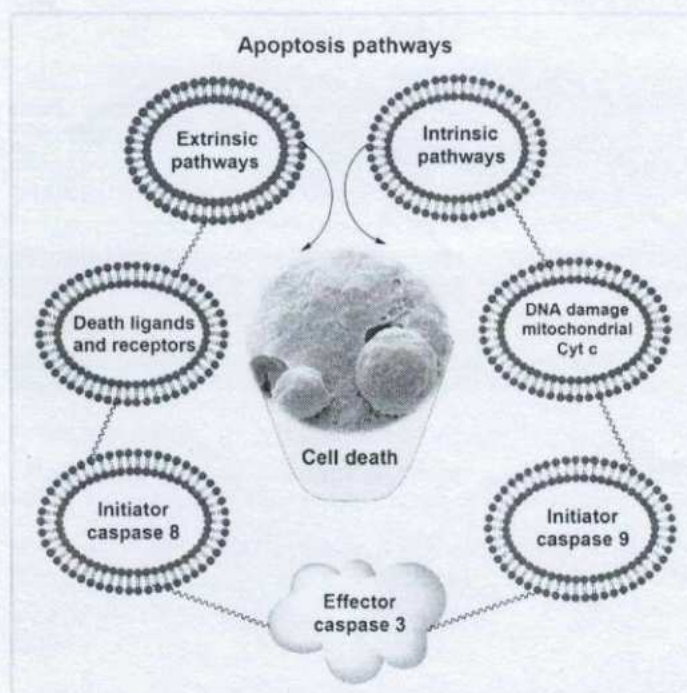 Apoptosis pathways
Extrinsic
pathways
Intrinsic
pathways
Death ligands
and receptors
DNA damage
mitochondrial
Cyt c
Cell death
Initiator
caspase 8
Initiator
caspase 9
Effector
caspase 3